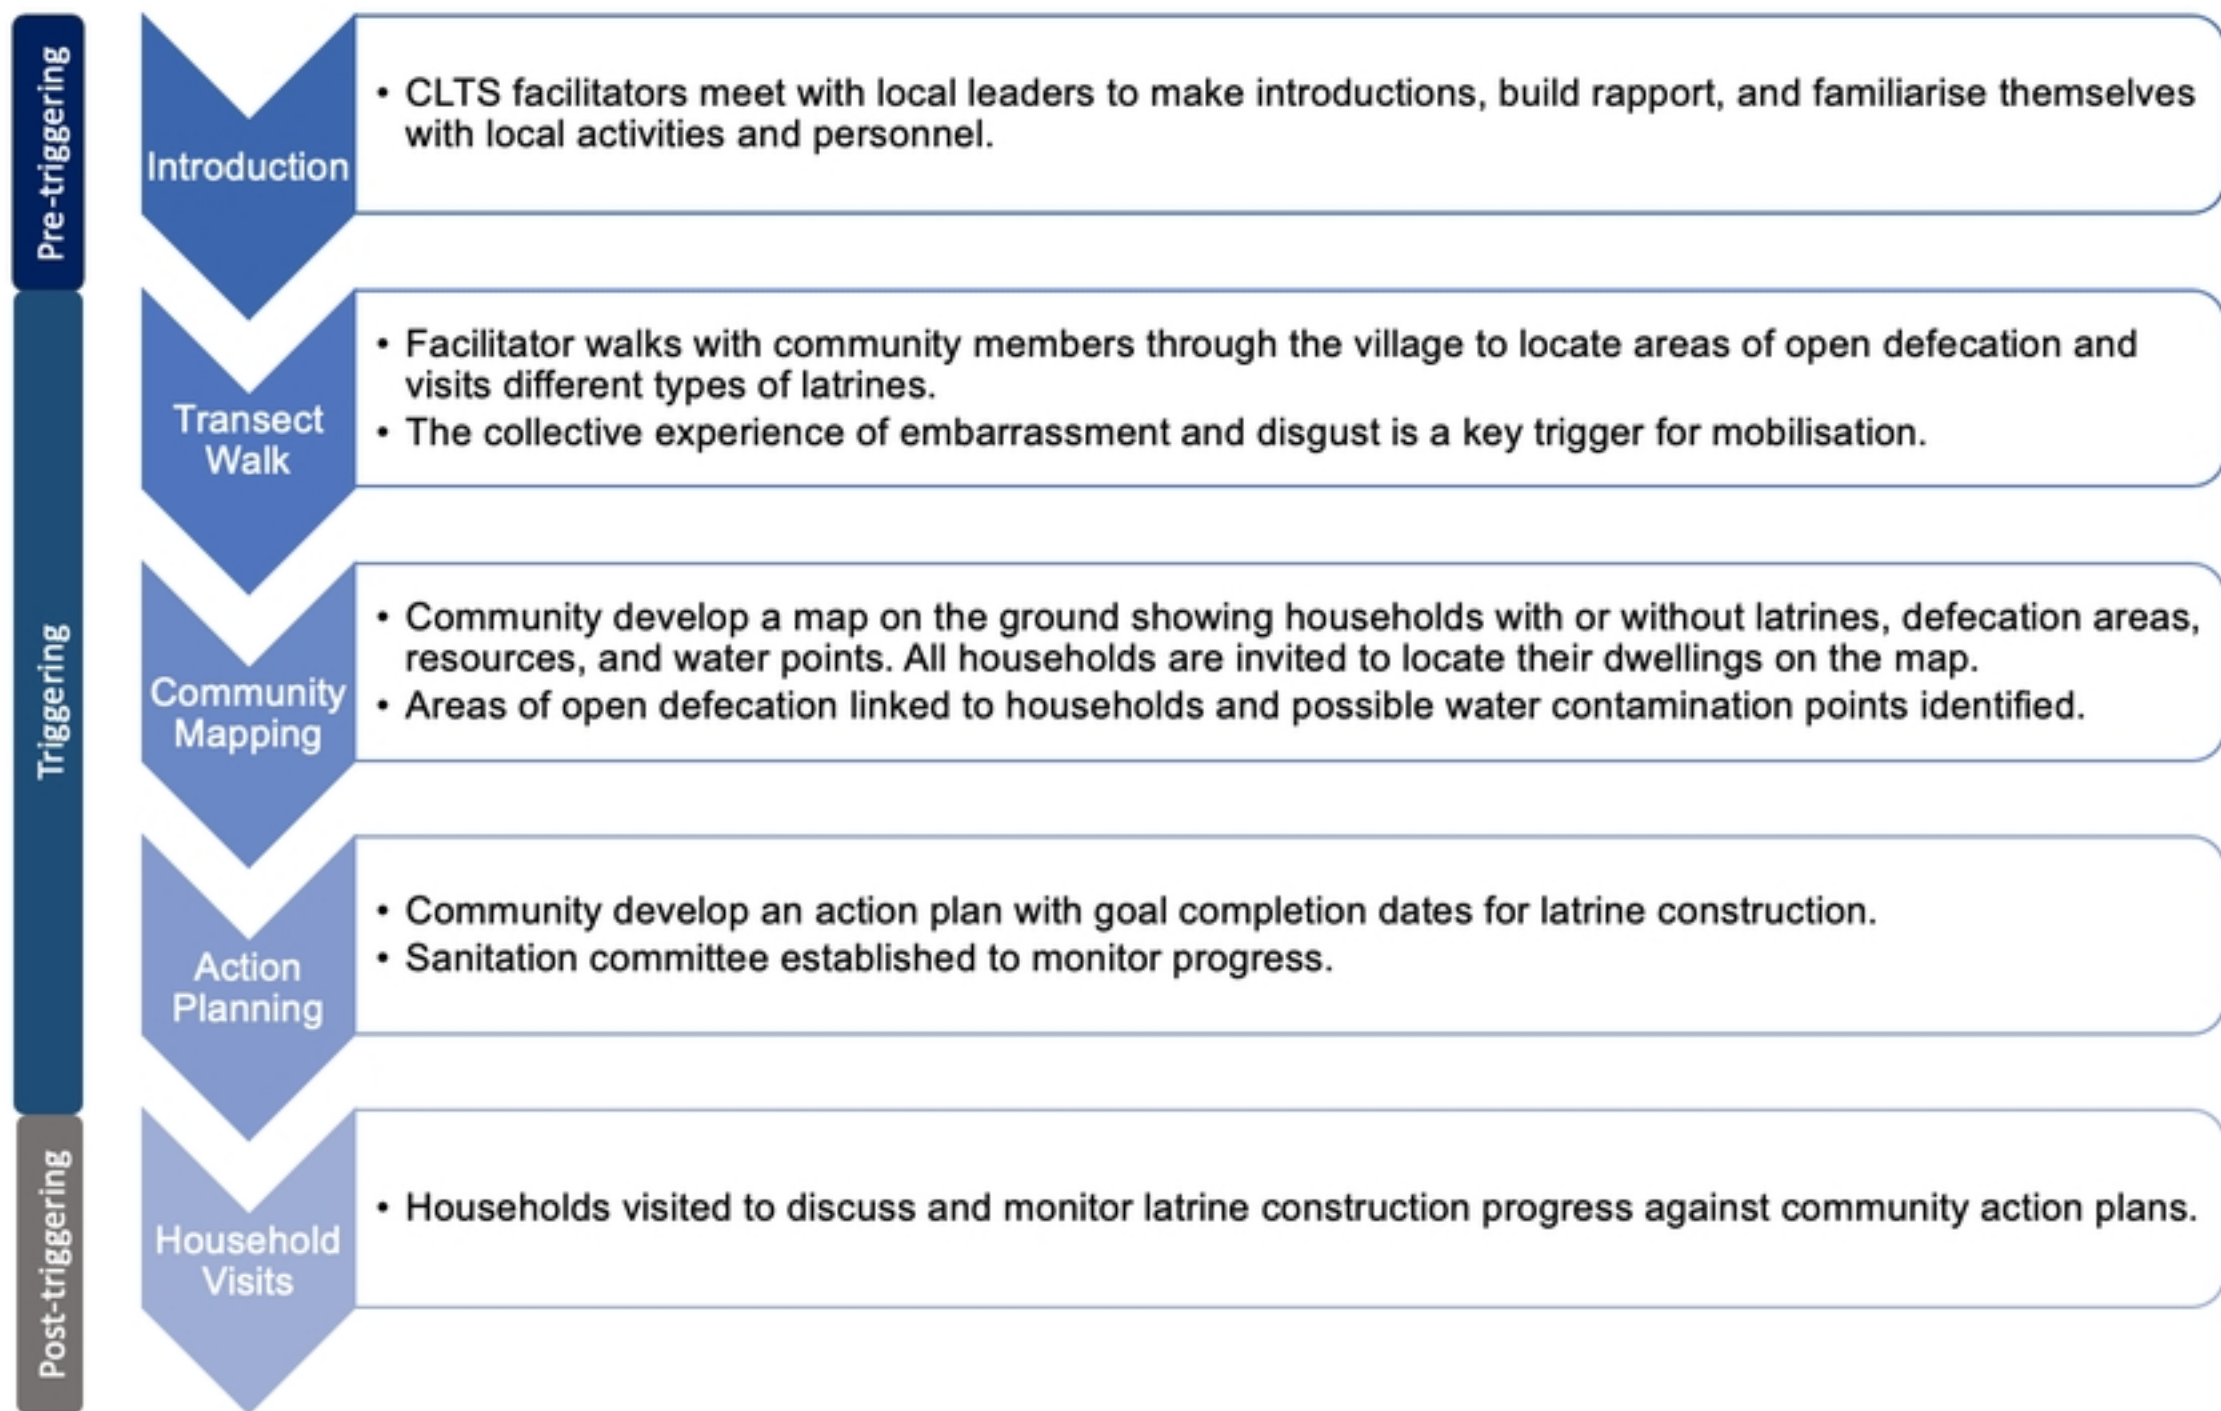 Pre-triggering
Introduction
• CLTS facilitators meet with local leaders to make introductions, build rapport, and familiarise themselves
with local activities and personnel.
Triggering
Transect
Walk
• Facilitator walks with community members through the village to locate areas of open defecation and
visits different types of latrines.
• The collective experience of embarrassment and disgust is a key trigger for mobilisation.
Community
Mapping
• Community develop a map on the ground showing households with or without latrines, defecation areas,
resources, and water points. All households are invited to locate their dwellings on the map.
• Areas of open defecation linked to households and possible water contamination points identified.
Action
Planning
• Community develop an action plan with goal completion dates for latrine construction.
• Sanitation committee established to monitor progress.
Post-triggering
Household
Visits
• Households visited to discuss and monitor latrine construction progress against community action plans.